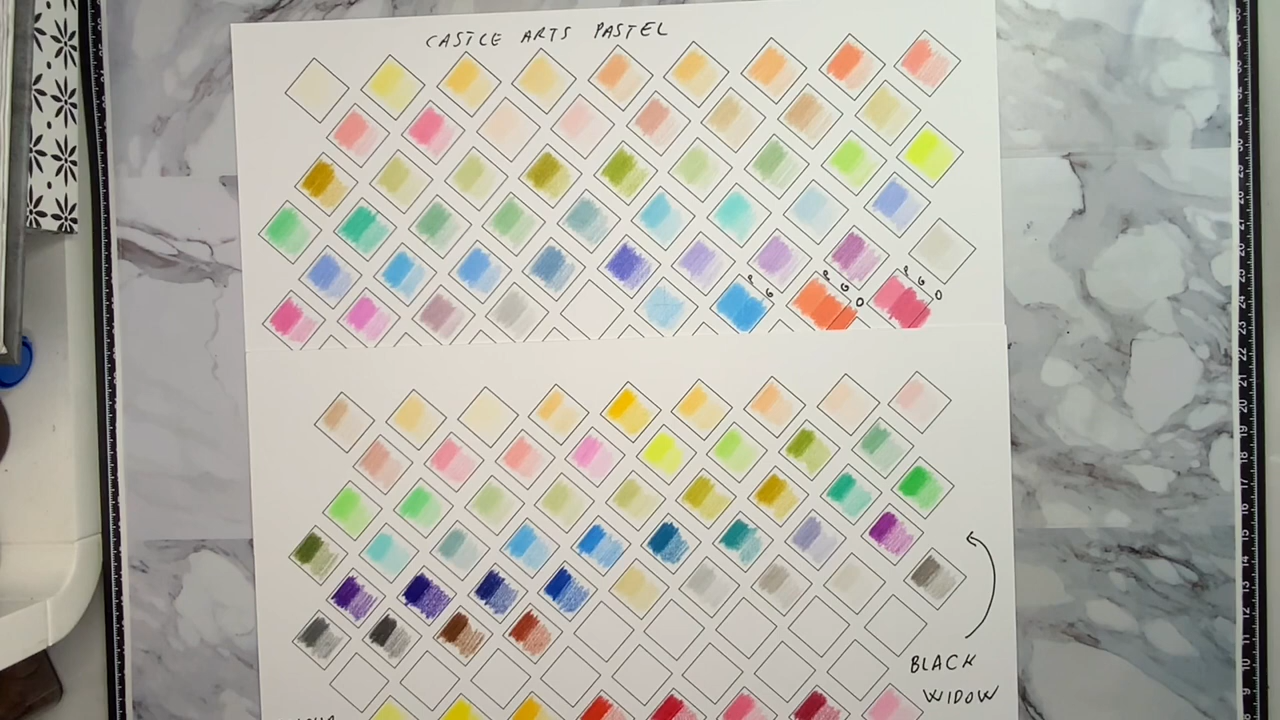 CASTLE ARTS PASTEL
P G
P G O
P G O
BLACK
WIDOW